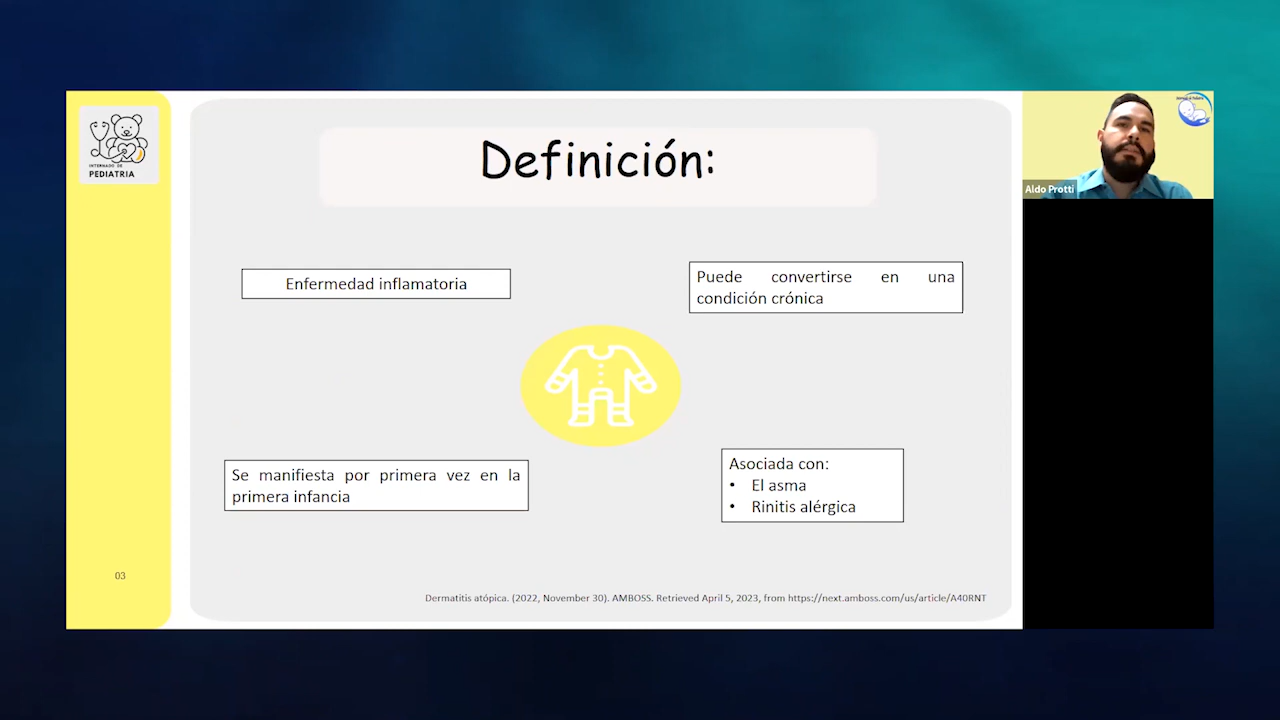 INTERNADO DE
PEDIATRIA
Definición:
Enfermedad inflamatoria
Puede convertirse en una
condición crónica
Se manifiesta por primera vez en la
primera infancia
Asociada con:
• El asma
• Rinitis alérgica
03
Dermatitis atópica. (2022, November 30). AMBOSS. Retrieved April 5, 2023, from https://next.amboss.com/us/article/A40RNT
Aldo Protti